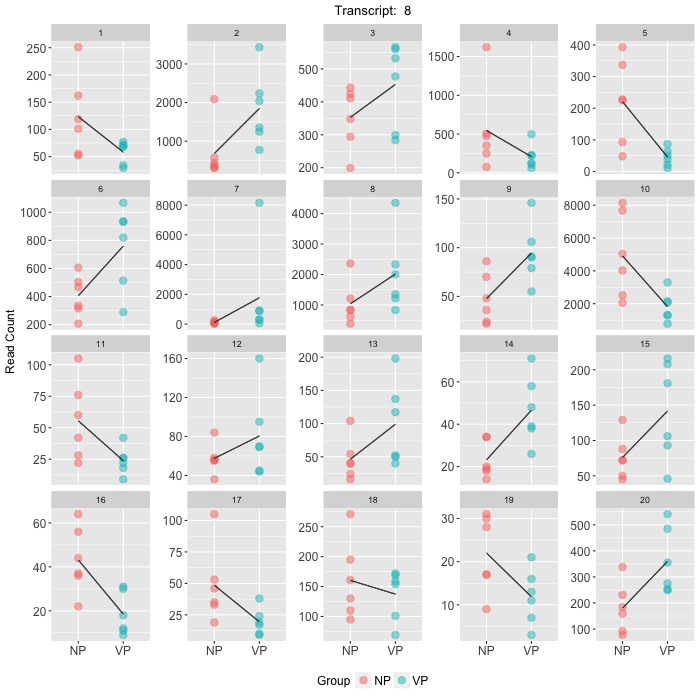 Transcript:  8
1 2 3 4 5
250 200 150 100 50
3000 2000 1000
500 400 300 200
1500 1000 500 0
400 300 200 100 0
6 7 8 9 10
1000 800 600 400 200
8000 6000 4000 2000 0
4000 3000 2000 1000
150 100 50
8000 6000 4000 2000
Read Count
11 12 13 14 15
100 75 50 25
160 120 80 40
200 150 100 50
60 40 20
200 150 100 50
16 17 18 19 20
60 40 20
100 75 50 25
250 200 150 100
30 20 10
500 400 300 200 100
NP VP NP VP NP VP NP VP NP VP
Group NP VP